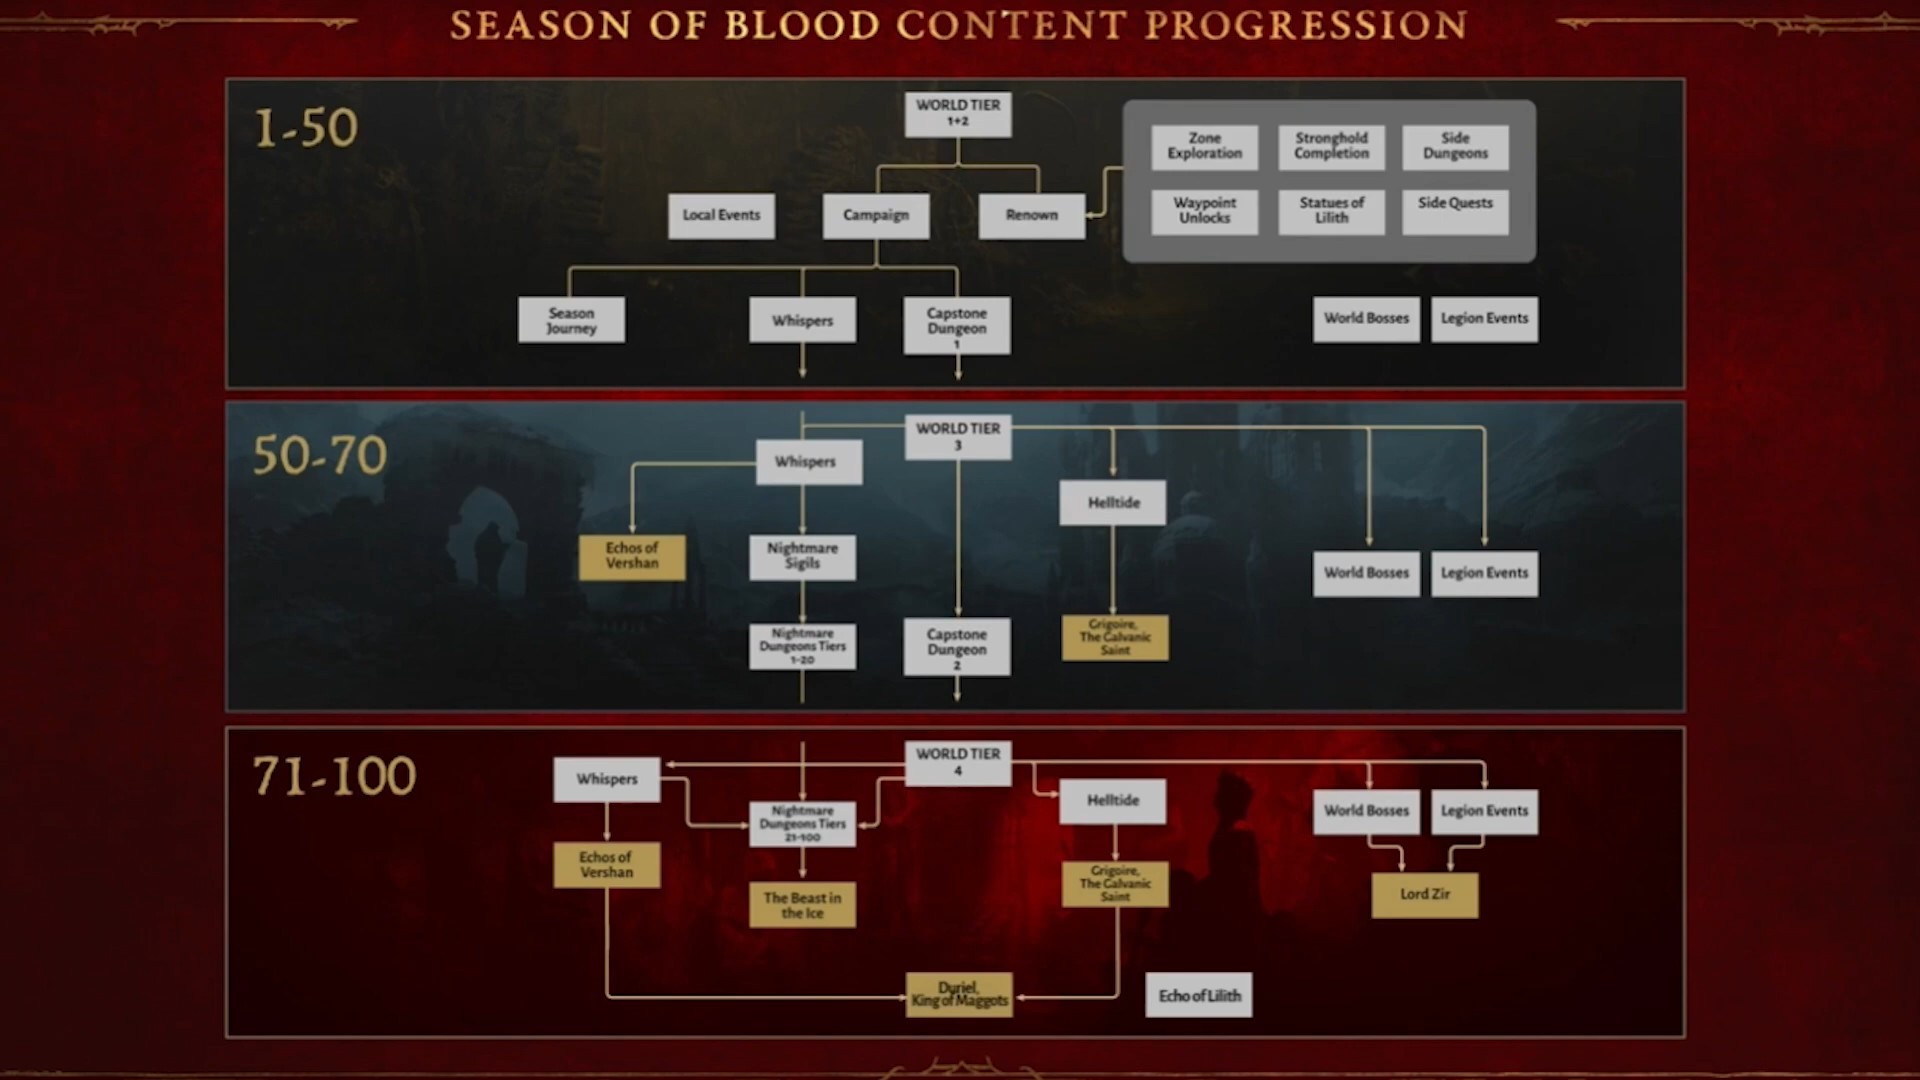 SEASON OF BLOOD CONTENT PROGRESSION
1-50
WORLD TIER
1+2
Zone
Exploration
Stronghold
Completion
Side
Dungeons
Waypoint
Unlocks
Statues of
Lilith
Side Quests
Local Events
Campaign
Renown
Season
Journey
Whispers
Capstone
Dungeon
1
World Bosses
Legion Events
50-70
WORLD TIER
3
Whispers
Helltide
Echos of
Vershan
Nightmare
Sigils
World Bosses
Legion Events
Nightmare
Dungeons Tiers
1-20
Capstone
Dungeon
2
Grigoire,
The Galvanic
Saint
71-100
WORLD TIER
4
Whispers
Nightmare
Dungeons Tiers
21-100
Helltide
World Bosses
Legion Events
Echos of
Vershan
The Beast in
the Ice
Grigoire,
The Galvanic
Saint
Lord Zir
Duriel,
King of Maggots
Echo of Lilith